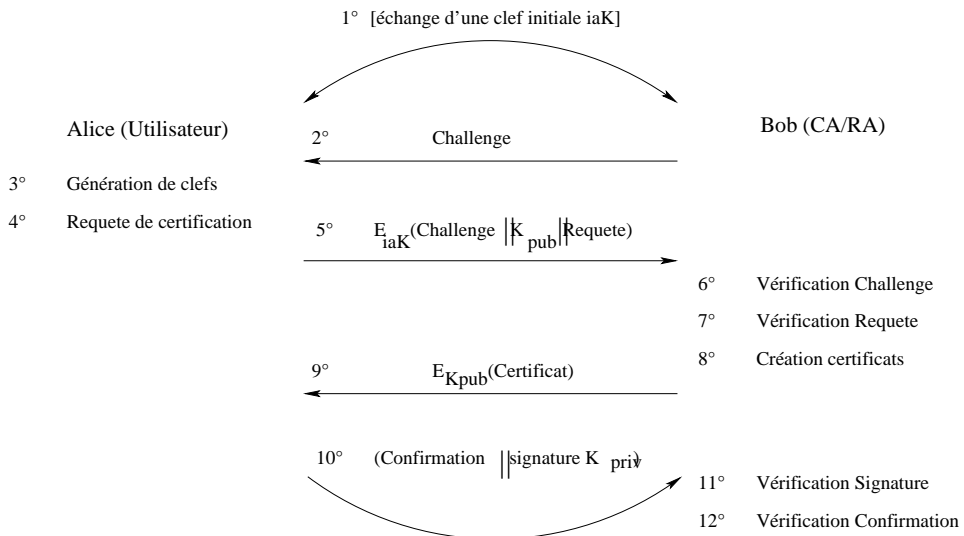 1° [échange d'une clef initiale iaK]
Alice (Utilisateur)
Bob (CA/RA)
2° Challenge
3° Génération de clefs
4° Requete de certification
5° E iaK (Challenge || K pub || Requete)
6° Vérification Challenge
7° Vérification Requete
8° Création certificats
9° E Kpub (Certificat)
10° (Confirmation || signature K priv)
11° Vérification Signature
12° Vérification Confirmation